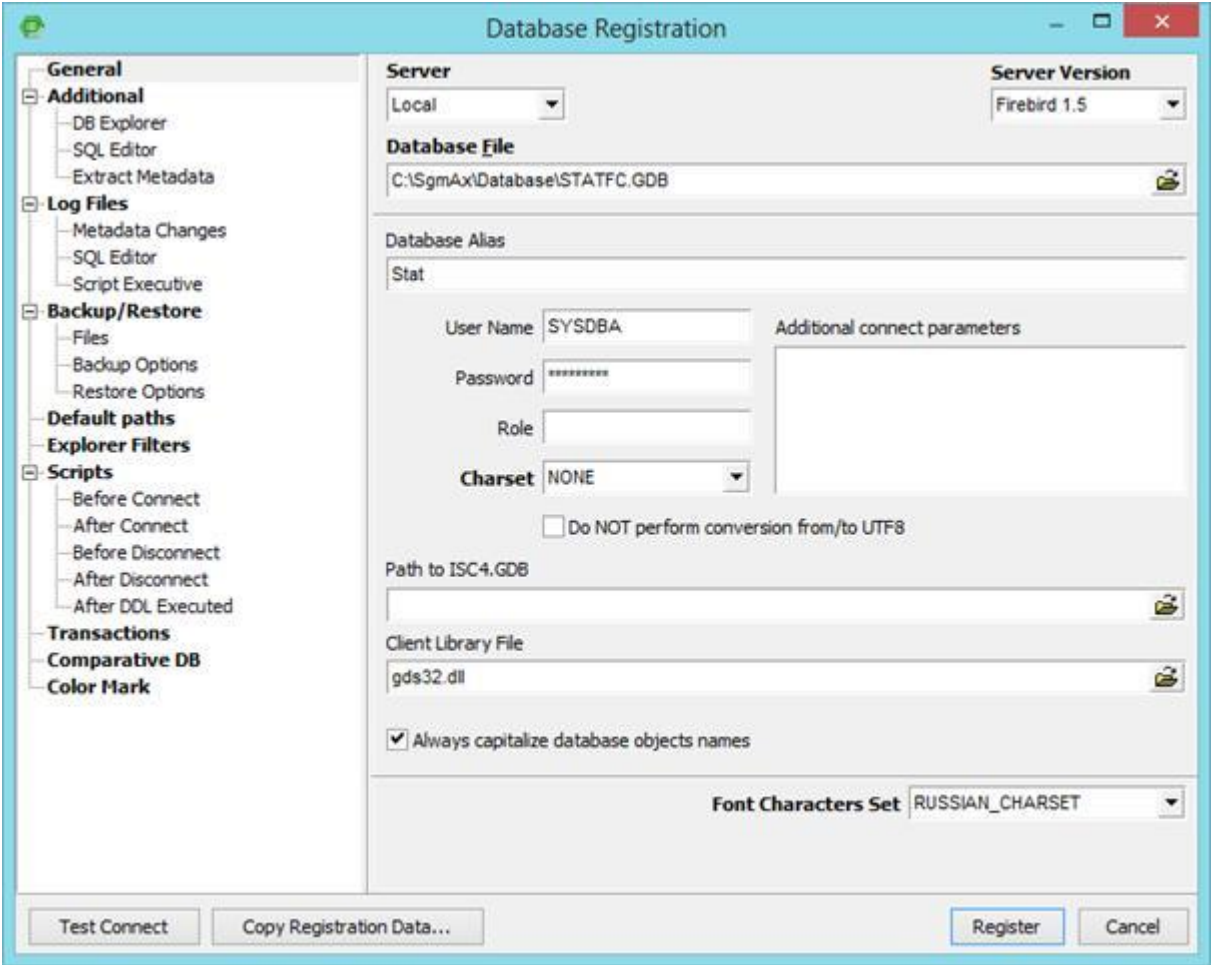 Database Registration
General
Additional
DB Explorer
SQL Editor
Extract Metadata
Log Files
Metadata Changes
SQL Editor
Script Executive
Backup/Restore
Files
Backup Options
Restore Options
Default paths
Explorer Filters
Scripts
Before Connect
After Connect
Before Disconnect
After Disconnect
After DDL Executed
Transactions
Comparative DB
Color Mark
Server Server Version
Local Firebird 1.5
Database File
C:\SgmAx\Database\STATFC.GDB
Database Alias
Stat
User Name SYSDBA Additional connect parameters
Password *********
Role
Charset NONE
Do NOT perform conversion from/to UTF8
Path to ISC4.GDB
Client Library File
gds32.dll
Always capitalize database objects names
Font Characters Set RUSSIAN_CHARSET
Test Connect Copy Registration Data... Register Cancel